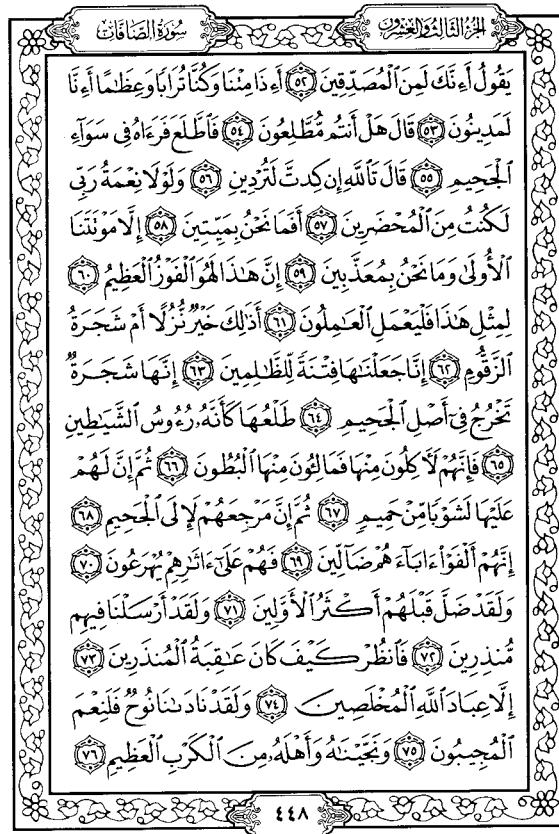 الجزء الثالث والعشرون
سورة الصافات
يَقُولُ أَءِنَّكَ لَمِنَ ٱلْمُصَدِّقِينَ ٥٢ أَءِذَا مِتْنَا وَكُنَّا تُرَابًا وَعِظَٰمًا أَءِنَّا
لَمَدِينُونَ ٥٣ قَالَ هَلْ أَنتُم مُّطَّلِعُونَ ٥٤ فَٱطَّلَعَ فَرَءَاهُ فِى سَوَآءِ
ٱلْجَحِيمِ ٥٥ قَالَ تَٱللَّهِ إِن كِدتَّ لَتُرْدِينِ ٥٦ وَلَوْلَا نِعْمَةُ رَبِّى
لَكُنتُ مِنَ ٱلْمُحْضَرِينَ ٥٧ أَفَمَا نَحْنُ بِمَيِّتِينَ ٥٨ إِلَّا مَوْتَتَنَا
ٱلْأُولَىٰ وَمَا نَحْنُ بِمُعَذَّبِينَ ٥٩ إِنَّ هَٰذَا لَهُوَ ٱلْفَوْزُ ٱلْعَظِيمُ ٦٠
لِمِثْلِ هَٰذَا فَلْيَعْمَلِ ٱلْعَٰمِلُونَ ٦١ أَذَٰلِكَ خَيْرٌ نُّزُلًا أَمْ شَجَرَةُ
ٱلزَّقُّومِ ٦٢ إِنَّا جَعَلْنَٰهَا فِتْنَةً لِّلظَّٰلِمِينَ ٦٣ إِنَّهَا شَجَرَةٌ
تَخْرُجُ فِىٓ أَصْلِ ٱلْجَحِيمِ ٦٤ طَلْعُهَا كَأَنَّهُۥ رُءُوسُ ٱلشَّيَٰطِينِ
٦٥ فَإِنَّهُمْ لَءَاكِلُونَ مِنْهَا فَمَالِـُٔونَ مِنْهَا ٱلْبُطُونَ ٦٦ ثُمَّ إِنَّ لَهُمْ
عَلَيْهَا لَشَوْبًا مِّنْ حَمِيمٍ ٦٧ ثُمَّ إِنَّ مَرْجِعَهُمْ لَإِلَى ٱلْجَحِيمِ ٦٨
إِنَّهُمْ أَلْفَوْا۟ ءَابَآءَهُمْ ضَآلِّينَ ٦٩ فَهُمْ عَلَىٰٓ ءَاثَٰرِهِمْ يُهْرَعُونَ ٧٠
وَلَقَدْ ضَلَّ قَبْلَهُمْ أَكْثَرُ ٱلْأَوَّلِينَ ٧١ وَلَقَدْ أَرْسَلْنَا فِيهِم
مُّنذِرِينَ ٧٢ فَٱنظُرْ كَيْفَ كَانَ عَٰقِبَةُ ٱلْمُنذَرِينَ ٧٣
إِلَّا عِبَادَ ٱللَّهِ ٱلْمُخْلَصِينَ ٧٤ وَلَقَدْ نَادَىٰنَا نُوحٌ فَلَنِعْمَ
ٱلْمُجِيبُونَ ٧٥ وَنَجَّيْنَٰهُ وَأَهْلَهُۥ مِنَ ٱلْكَرْبِ ٱلْعَظِيمِ ٧٦
٤٤٨